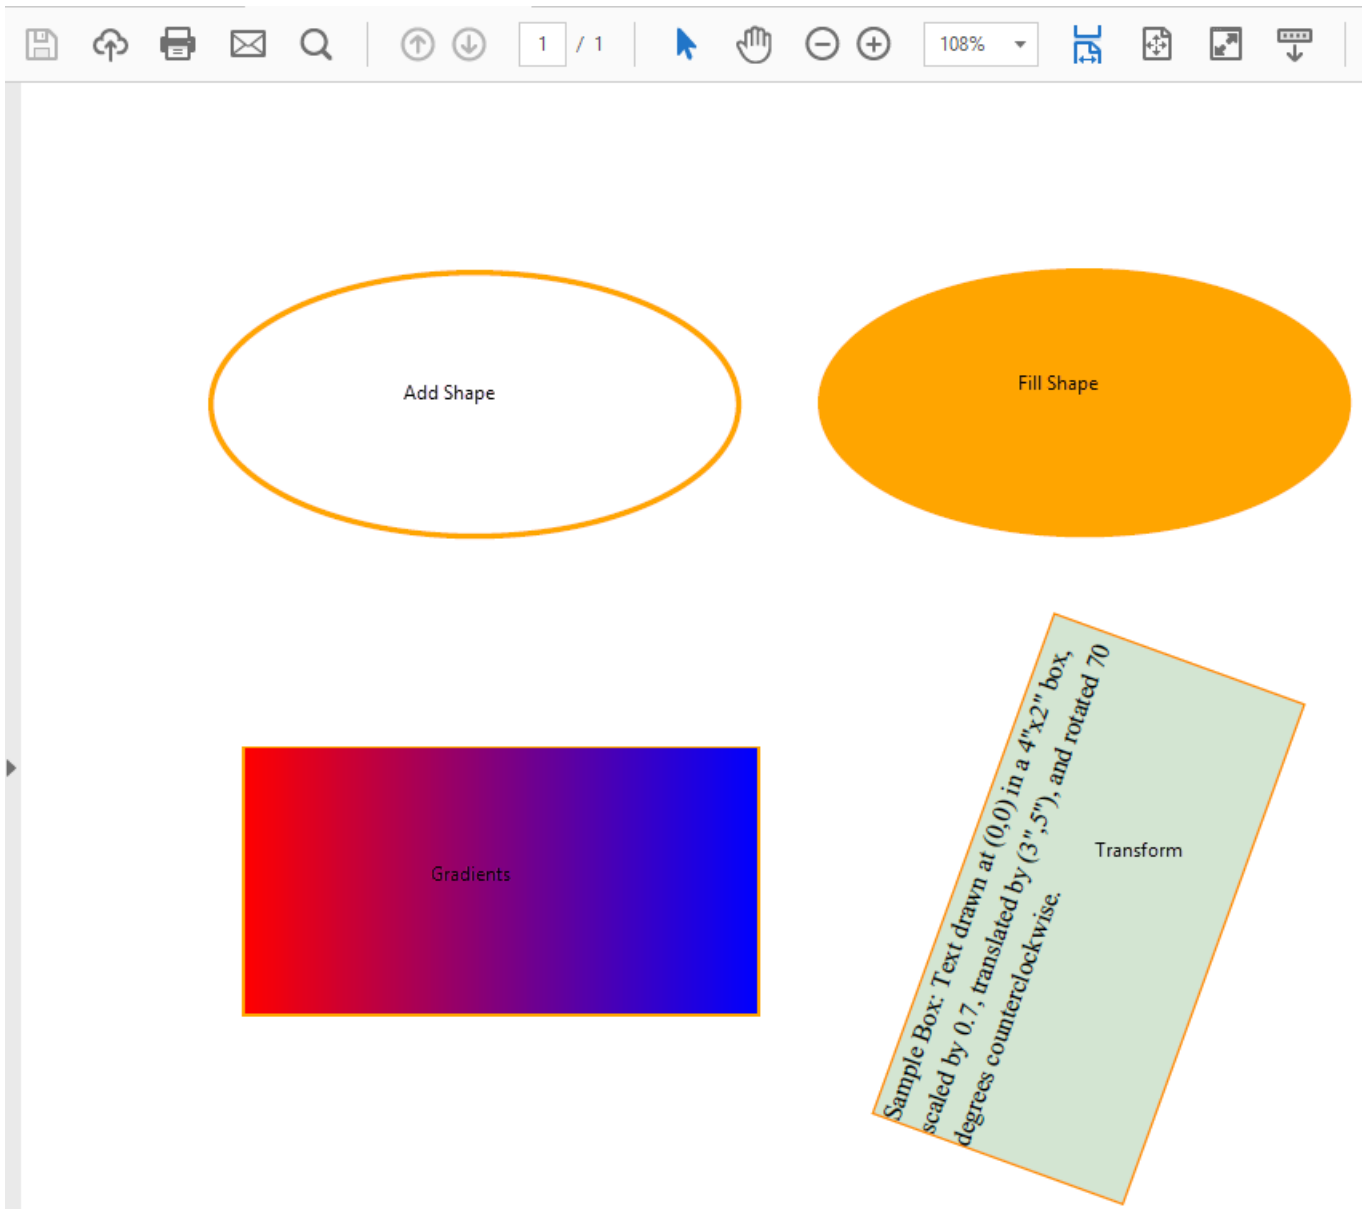 1 / 1
108%
Add Shape
Fill Shape
Gradients
Sample Box: Text drawn at (0,0) in a 4"x2" box,
scaled by 0.7, translated by (3",5"), and rotated 70
degrees counterclockwise.
Transform